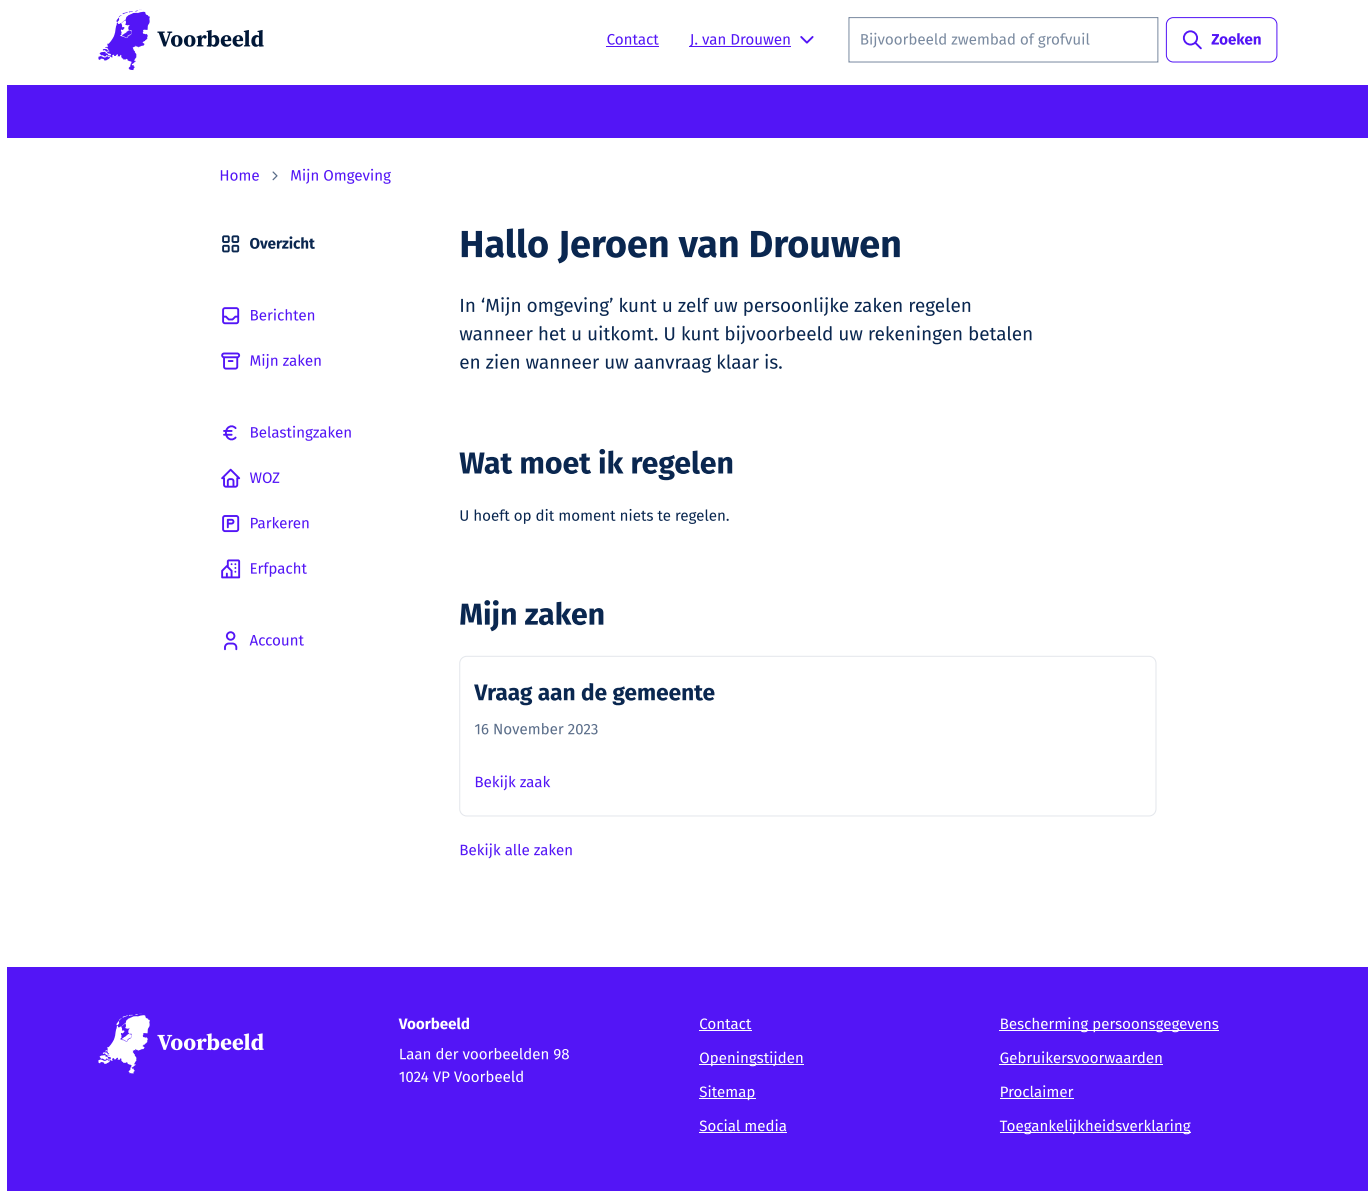 Voorbeeld
Contact
J. van Drouwen
Bijvoorbeeld zwembad of grofvuil
Zoeken
Home
Mijn Omgeving
Overzicht
Berichten
Mijn zaken
Belastingzaken
WOZ
Parkeren
Erfpacht
Account
Hallo Jeroen van Drouwen
In ‘Mijn omgeving’ kunt u zelf uw persoonlijke zaken regelen
wanneer het u uitkomt. U kunt bijvoorbeeld uw rekeningen betalen
en zien wanneer uw aanvraag klaar is.
Wat moet ik regelen
U hoeft op dit moment niets te regelen.
Mijn zaken
Vraag aan de gemeente
16 November 2023
Bekijk zaak
Bekijk alle zaken
Voorbeeld
Voorbeeld
Laan der voorbeelden 98
1024 VP Voorbeeld
Contact
Openingstijden
Sitemap
Social media
Bescherming persoonsgegevens
Gebruikersvoorwaarden
Proclaimer
Toegankelijkheidsverklaring